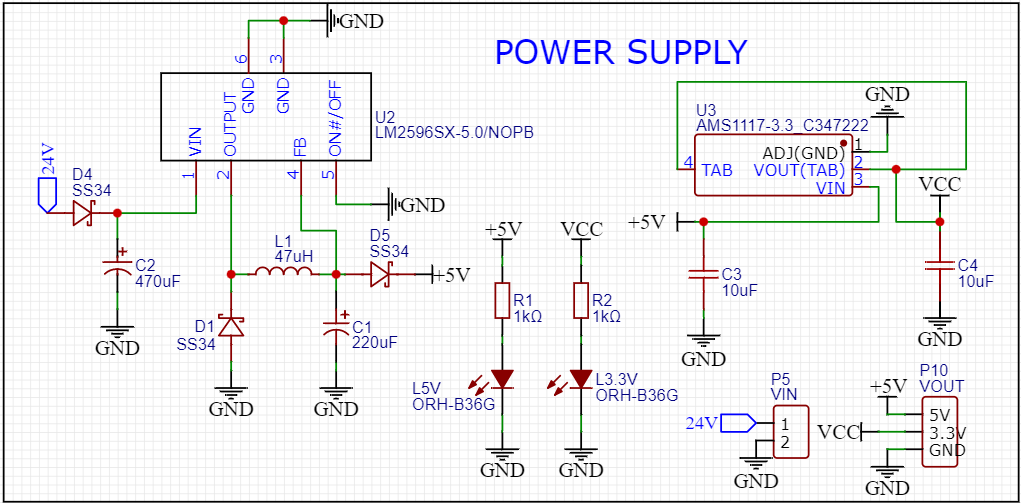 POWER SUPPLY
GND
6
3
GND
GND
VIN
OUTPUT
FB
ON#/OFF
U2
LM2596SX-5.0/NOPB
1
2
4
5
24V
D4
SS34
C2
470uF
GND
GND
L1
47uH
D5
SS34
+5V
D1
SS34
GND
C1
220uF
GND
+5V
R1
1kΩ
L5V
ORH-B36G
GND
VCC
R2
1kΩ
L3.3V
ORH-B36G
GND
GND
U3
AMS1117-3.3_C347222
ADJ(GND)
1
4
TAB
VOUT(TAB)
2
VIN
3
+5V
VCC
C3
10uF
GND
C4
10uF
GND
P5
VIN
24V
1
2
GND
P10
VOUT
+5V
5V
VCC
3.3V
GND
GND